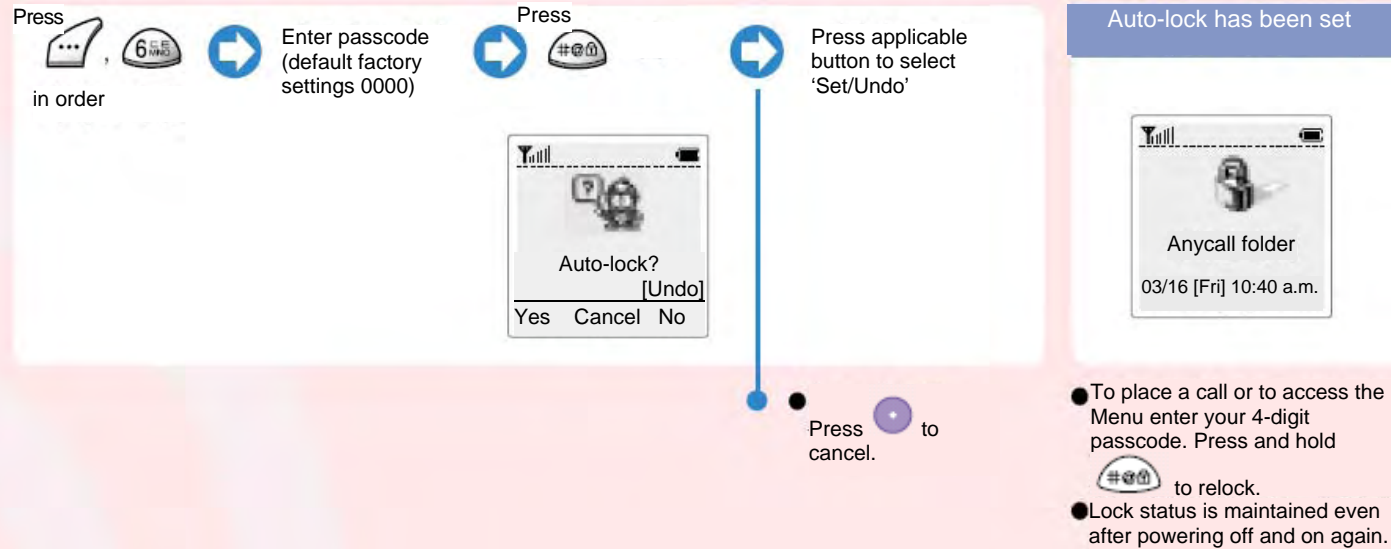 Press
... , 6 MNO
in order
Enter passcode
(default factory
settings 0000)
Press
#@
Press applicable
button to select
‘Set/Undo’
Auto-lock?
[Undo]
Yes Cancel No
Press to
cancel.
Auto-lock has been set
Anycall folder
03/16 [Fri] 10:40 a.m.
To place a call or to access the
Menu enter your 4-digit
passcode. Press and hold
#@ to relock.
Lock status is maintained even
after powering off and on again.